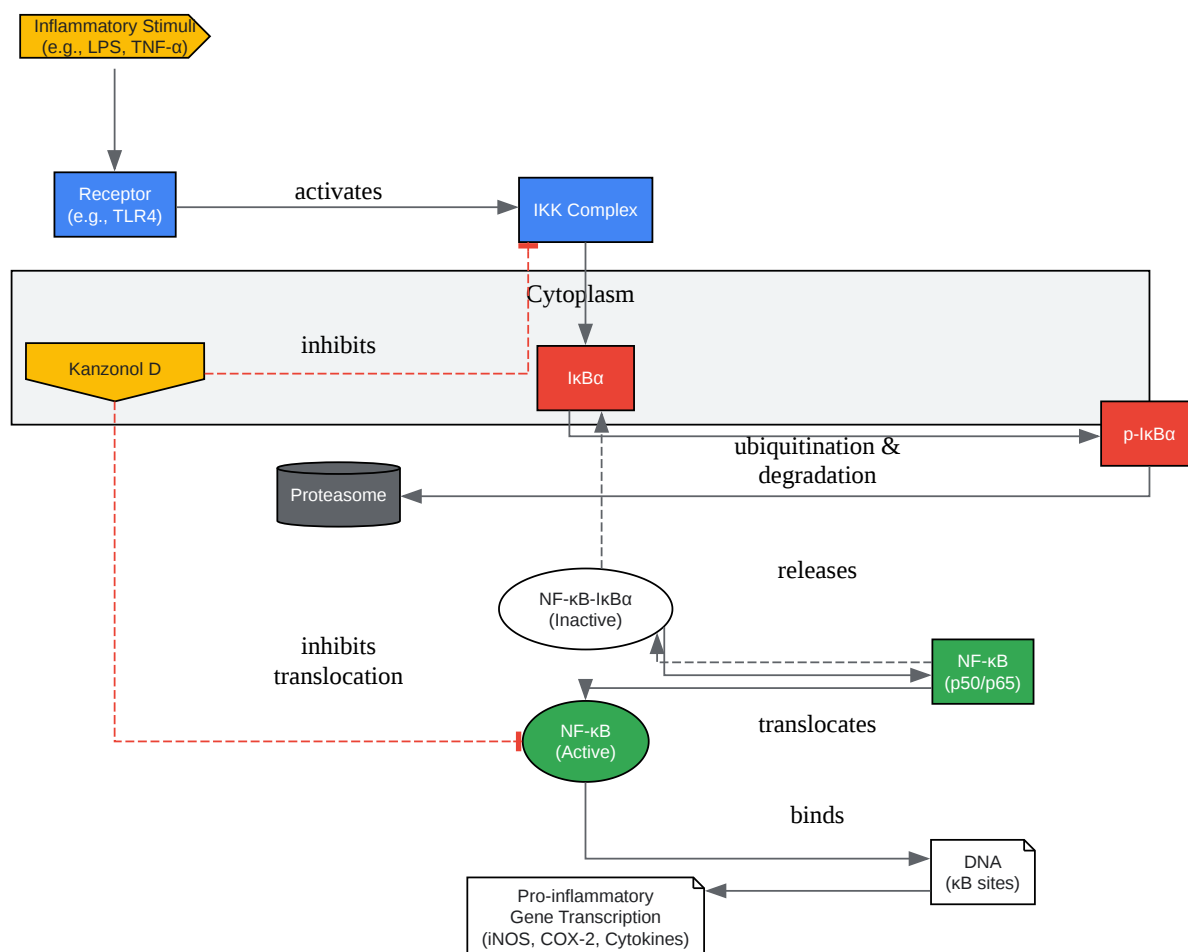 Inflammatory Stimuli
(e.g., LPS, TNF-α)
Receptor
(e.g., TLR4)
activates
IKK Complex
Cytoplasm
inhibits
Kanzonol D
IκBα
p-IκBα
ubiquitination &
degradation
Proteasome
releases
NF-κB-IκBα
(Inactive)
inhibits
translocation
NF-κB
(p50/p65)
translocates
NF-κB
(Active)
binds
DNA
(κB sites)
Pro-inflammatory
Gene Transcription
(iNOS, COX-2, Cytokines)